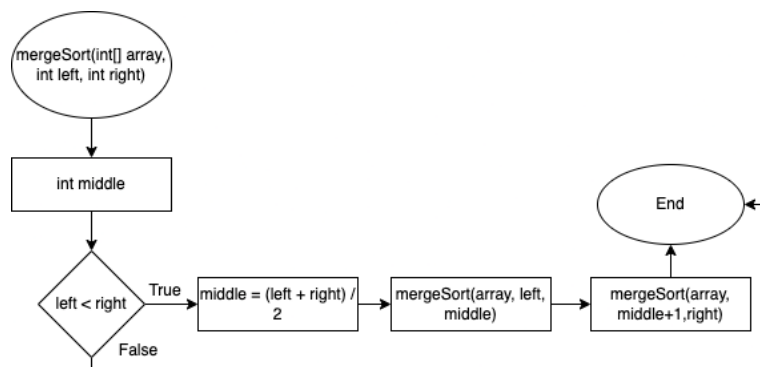 mergeSort(int[] array,
int left, int right)
int middle
left < right
True
False
middle = (left + right) /
2
mergeSort(array, left,
middle)
mergeSort(array,
middle+1,right)
End